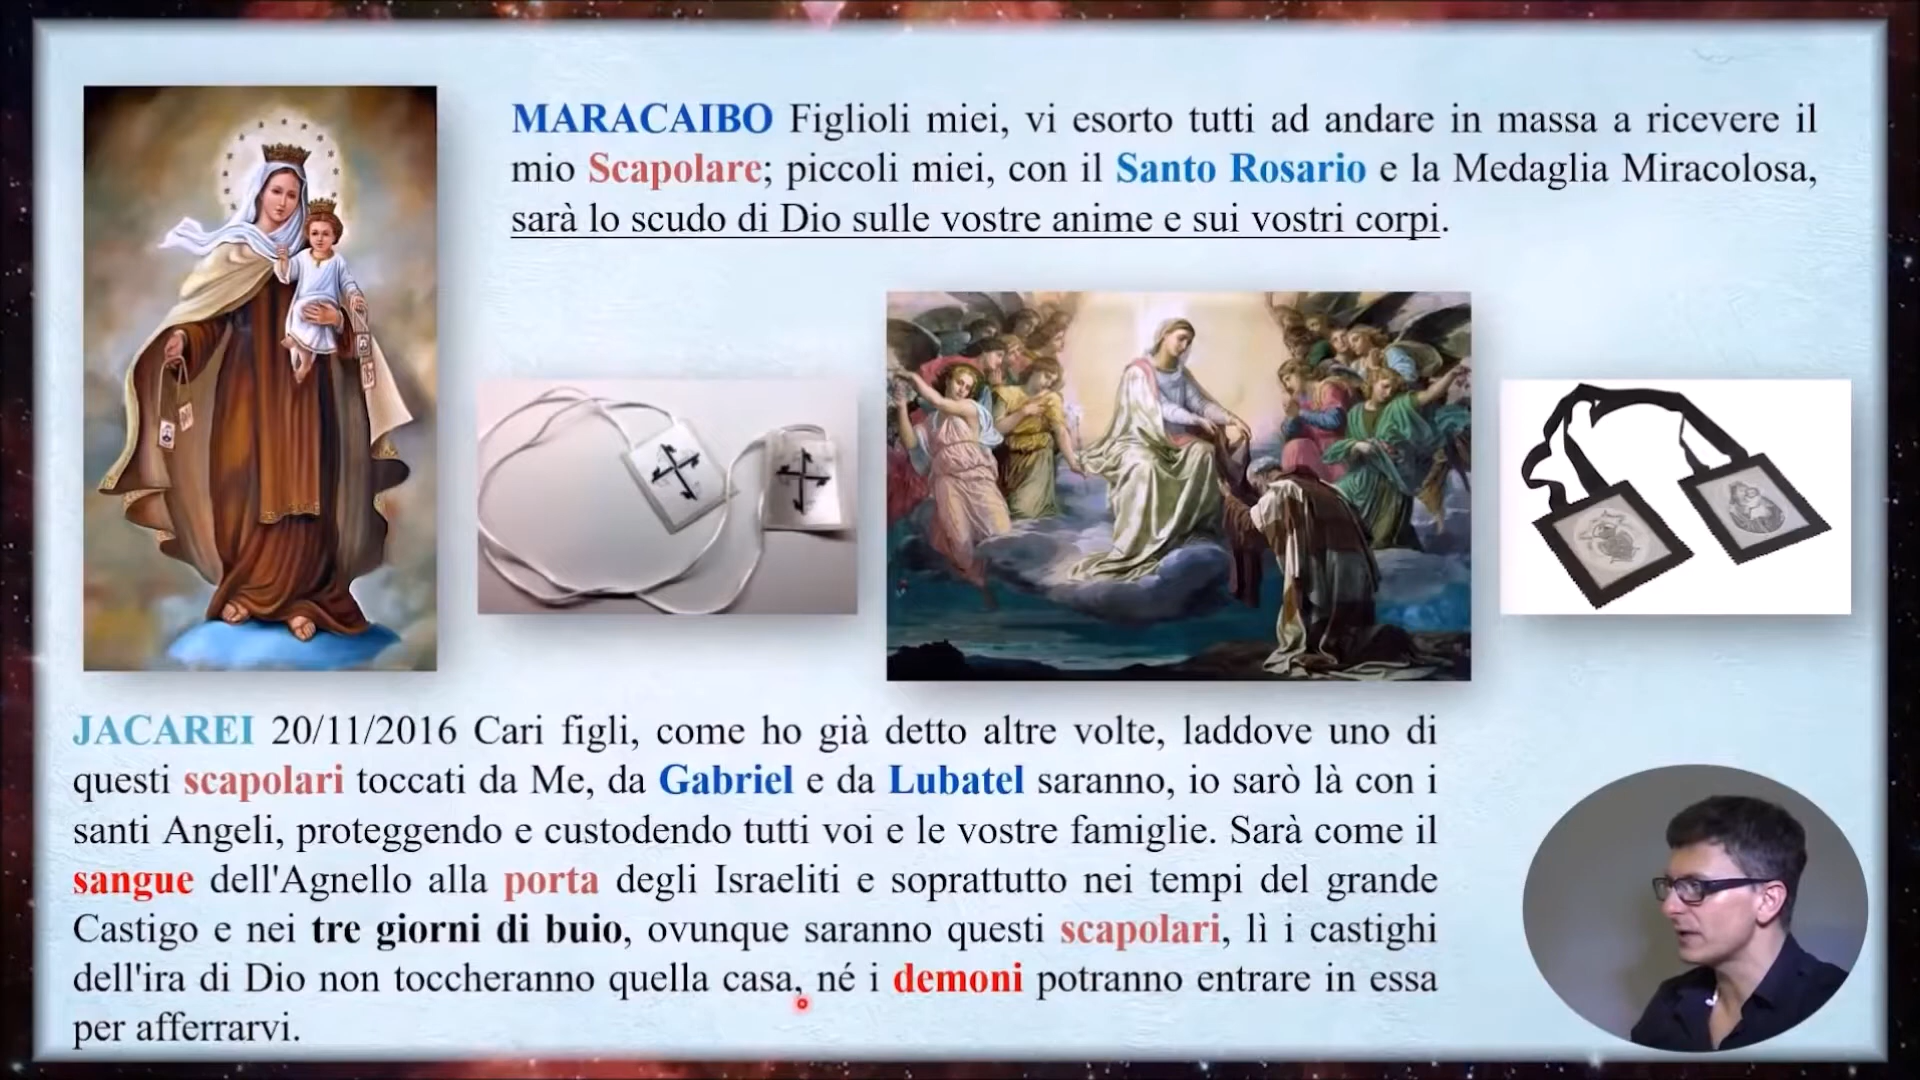 MARACAIBO Figlioli miei, vi esorto tutti ad andare in massa a ricevere il
mio Scapolare; piccoli miei, con il Santo Rosario e la Medaglia Miracolosa,
sarà lo scudo di Dio sulle vostre anime e sui vostri corpi.
JACAREI 20/11/2016 Cari figli, come ho già detto altre volte, laddove uno di
questi scapolari toccati da Me, da Gabriel e da Lubatel saranno, io sarò là con i
santi Angeli, proteggendo e custodendo tutti voi e le vostre famiglie. Sarà come il
sangue dell'Agnello alla porta degli Israeliti e soprattutto nei tempi del grande
Castigo e nei tre giorni di buio, ovunque saranno questi scapolari, lì i castighi
dell'ira di Dio non toccheranno quella casa, né i demoni potranno entrare in essa
per afferrarvi.